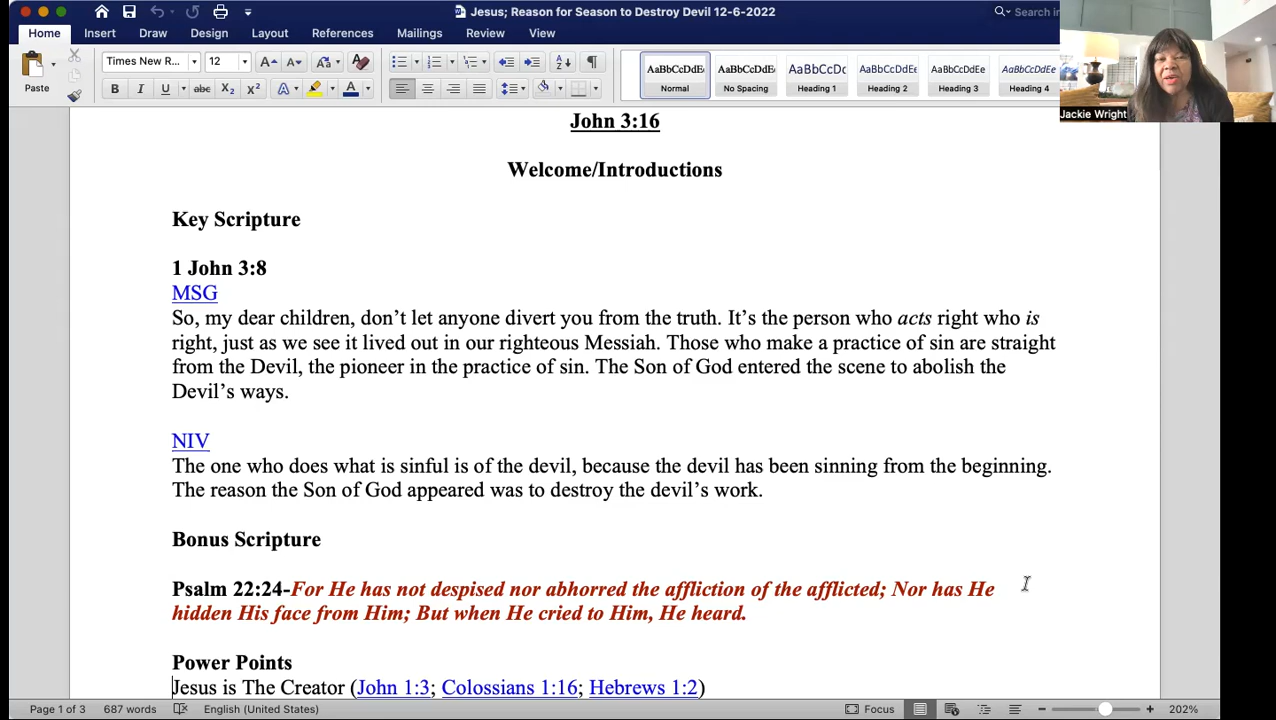 Jesus; Reason for Season to Destroy Devil 12-6-2022
Search in
Home Insert Draw Design Layout References Mailings Review View
Paste
Times New R... 12
AaBbCcDdEe Normal
AaBbCcDdEe No Spacing
AaBbCcDc Heading 1
AaBbCcDdEe Heading 2
AaBbCcDdEe Heading 3
AaBbCcDdEe Heading 4
Jackie Wright
John 3:16
Welcome/Introductions
Key Scripture
1 John 3:8
MSG
So, my dear children, don’t let anyone divert you from the truth. It’s the person who acts right who is
right, just as we see it lived out in our righteous Messiah. Those who make a practice of sin are straight
from the Devil, the pioneer in the practice of sin. The Son of God entered the scene to abolish the
Devil’s ways.
NIV
The one who does what is sinful is of the devil, because the devil has been sinning from the beginning.
The reason the Son of God appeared was to destroy the devil’s work.
Bonus Scripture
Psalm 22:24-For He has not despised nor abhorred the affliction of the afflicted; Nor has He
hidden His face from Him; But when He cried to Him, He heard.
Power Points
Jesus is The Creator (John 1:3; Colossians 1:16; Hebrews 1:2)
Page 1 of 3 687 words English (United States) Focus 202%